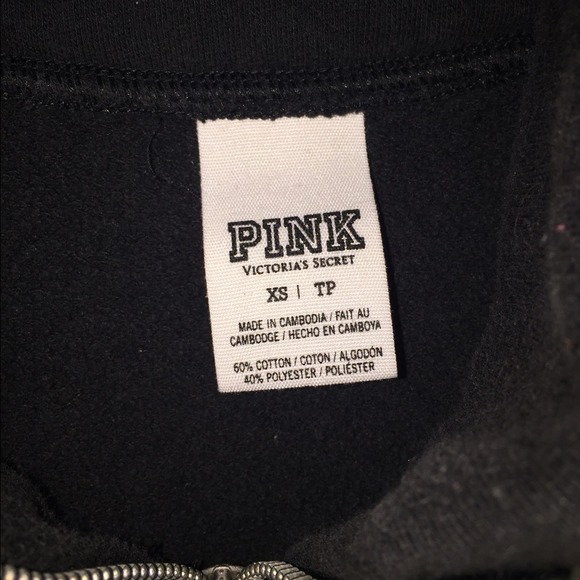 PINK
VICTORIA'S SECRET
XS | TP
MADE IN CAMBODIA / FAIT AU
CAMBODGE / HECHO EN CAMBOYA
60% COTTON / COTON / ALGODÓN
40% POLYESTER / POLIÉSTER